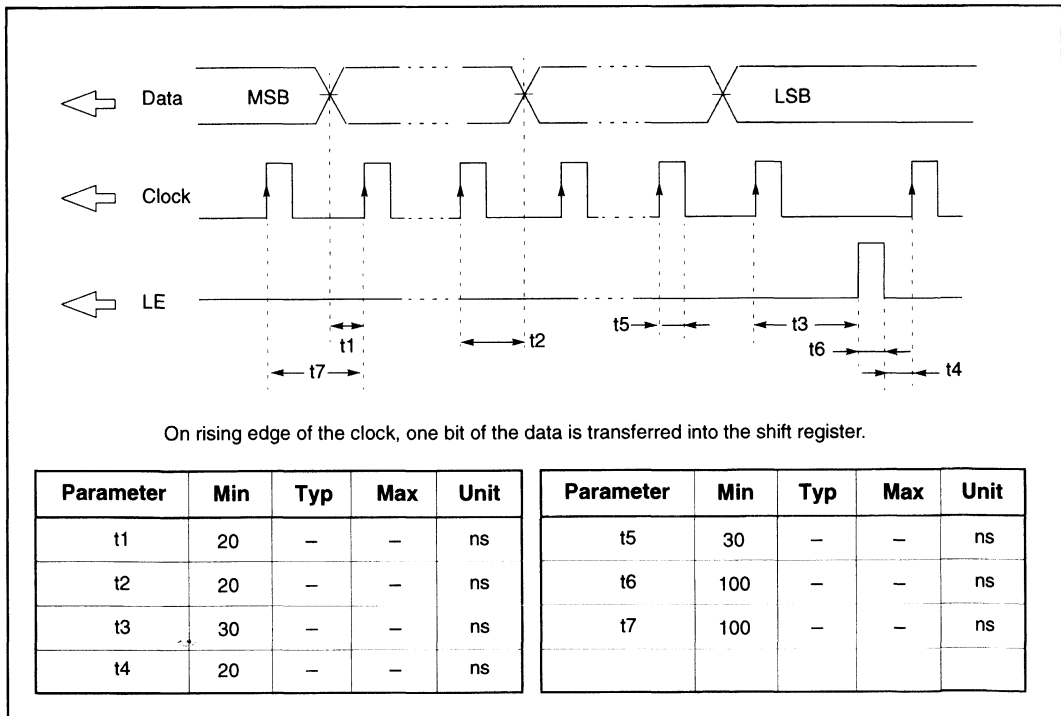 Data
MSB
LSB
Clock
LE
t1
t2
t5
t3
t6
t4
t7
On rising edge of the clock, one bit of the data is transferred into the shift register.
Parameter Min Typ Max Unit
t1 20 – – ns
t2 20 – – ns
t3 30 – – ns
t4 20 – – ns
Parameter Min Typ Max Unit
t5 30 – – ns
t6 100 – – ns
t7 100 – – ns